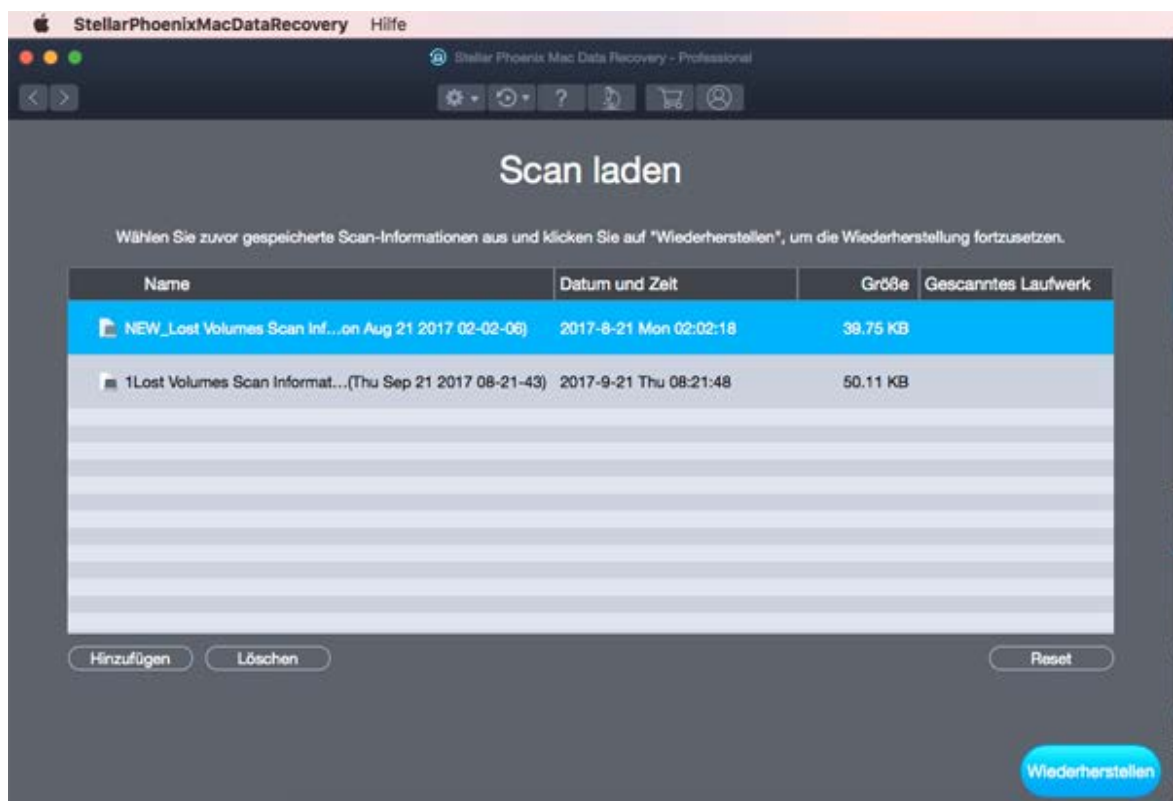 StellarPhoenixMacDataRecovery Hilfe
Stellar Phoenix Mac Data Recovery - Professional
< > ?
Scan laden
Wählen Sie zuvor gespeicherte Scan-Informationen aus und klicken Sie auf "Wiederherstellen", um die Wiederherstellung fortzusetzen.
Name Datum und Zeit Größe Gescanntes Laufwerk
NEW_Lost Volumes Scan Inf...on Aug 21 2017 02-02-06) 2017-8-21 Mon 02:02:18 39.75 KB
1Lost Volumes Scan Informat...(Thu Sep 21 2017 08-21-43) 2017-9-21 Thu 08:21:48 50.11 KB
Hinzufügen Löschen Reset
Wiederherstellen